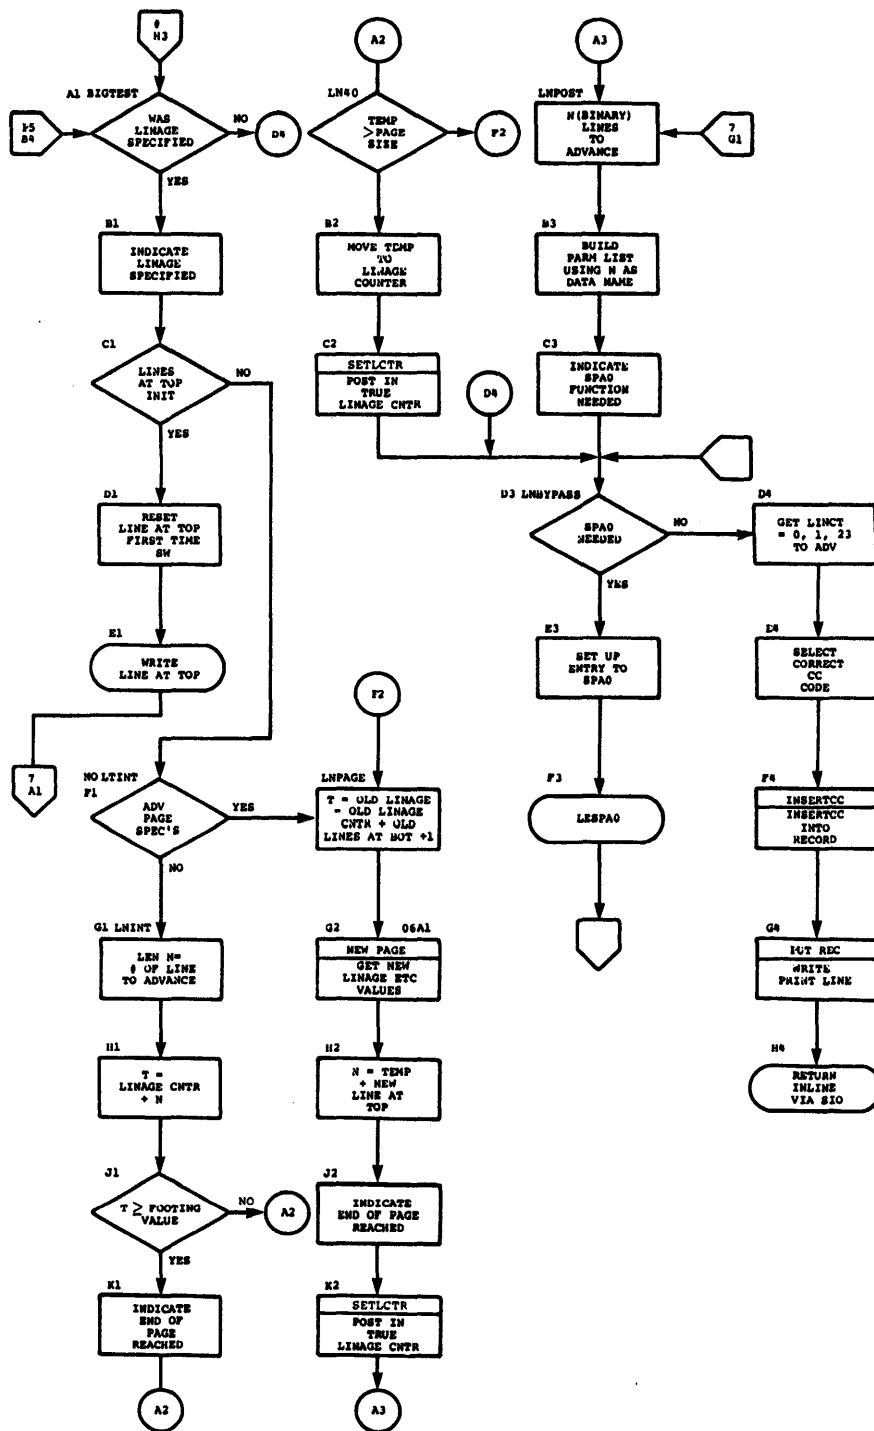 H3
A1 BIGTEST
B4
WAS
LINAGE
SPECIFIED
NO
D4
YES
B1
INDICATE
LINAGE
SPECIFIED
C1
LINES
AT TOP
INIT
NO
YES
D1
RESET
LINE AT TOP
FIRST TIME
SW
E1
WRITE
LINE AT TOP
7
A1
NO LTINT
F1
ADV
PAGE
SPEC'S
YES
NO
G1 LNINT
LEN N=
# OF LINE
TO ADVANCE
H1
T =
LINAGE CNTR
+ N
J1
T ≥ FOOTING
VALUE
NO
A2
YES
K1
INDICATE
END OF
PAGE
REACHED
A2
A2
LN40
TEMP
> PAGE
SIZE
F2
B2
MOVE TEMP
TO
LINAGE
COUNTER
C2
SETLCTR
POST IN
TRUE
LINAGE CNTR
D4
F2
LNPAGE
T = OLD LINAGE
- OLD LINAGE
CNTR + OLD
LINES AT BOT +1
G2
06A1
NEW PAGE
GET NEW
LINAGE ETC
VALUES
H2
N = TEMP
+ NEW
LINE AT
TOP
J2
INDICATE
END OF PAGE
REACHED
K2
SETLCTR
POST IN
TRUE
LINAGE CNTR
A3
A3
LNPOST
N(BINARY)
LINES
TO
ADVANCE
7
G1
B3
BUILD
PARM LIST
USING N AS
DATA NAME
C3
INDICATE
SPA0
FUNCTION
NEEDED
D3 LNBYPASS
SPA0
NEEDED
NO
YES
E3
SET UP
ENTRY TO
SPA0
F3
LESPA0
D4
GET LINCT
= 0, 1, 23
TO ADV
E4
SELECT
CORRECT
CC
CODE
F4
INSERTCC
INSERTCC
INTO
RECORD
G4
PUT REC
WRITE
PRINT LINE
H4
RETURN
INLINE
VIA SIO